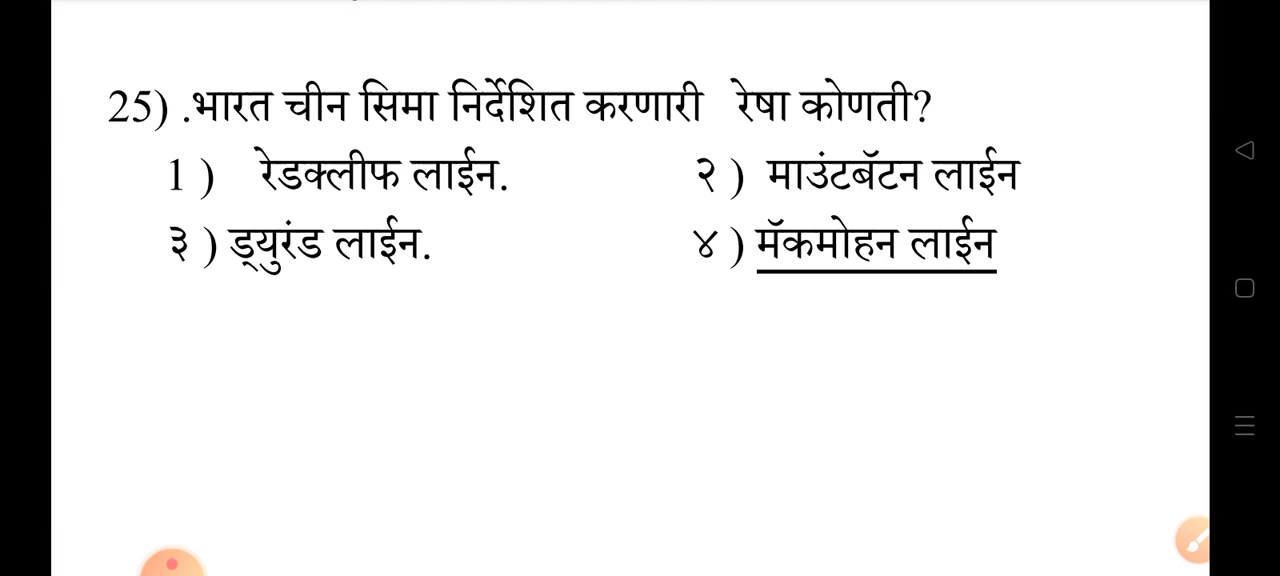 25) .भारत चीन सिमा निर्देशित करणारी रेषा कोणती?
1 ) रेडक्लीफ लाईन. २ ) माउंटबॅटन लाईन
३ ) ड्युरंड लाईन. ४ ) मॅकमोहन लाईन